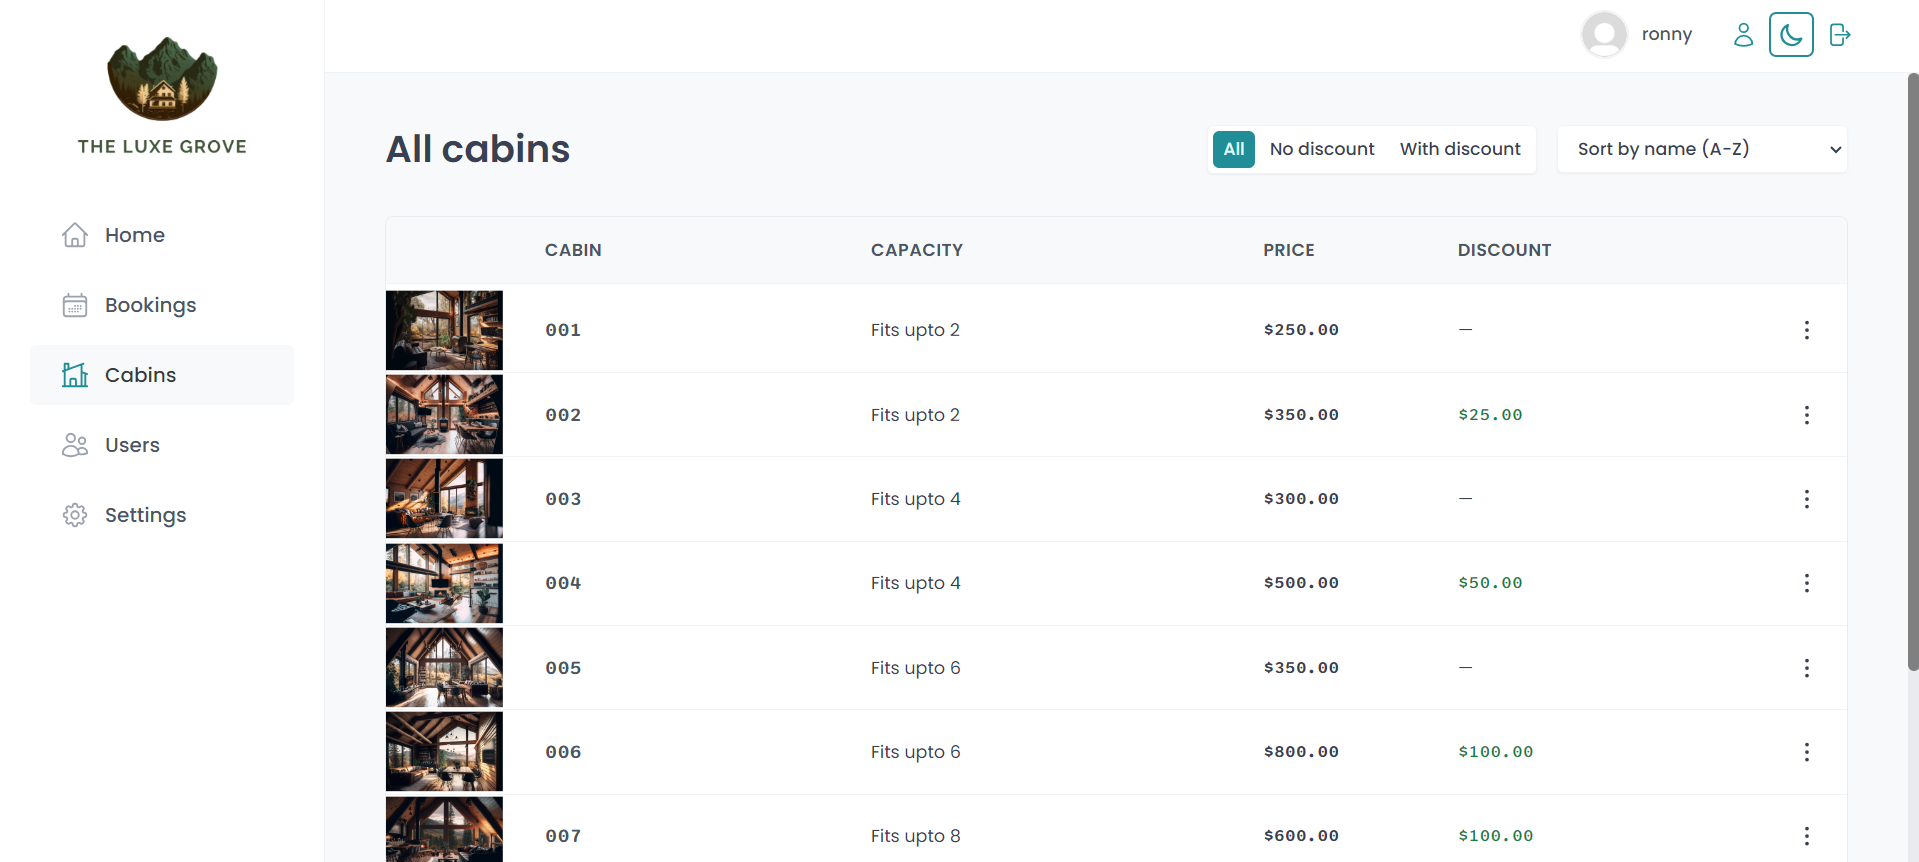 THE LUXE GROVE
Home
Bookings
Cabins
Users
Settings
ronny
All cabins
All No discount With discount
Sort by name (A-Z)
CABIN CAPACITY PRICE DISCOUNT
001 Fits upto 2 $250.00 —
002 Fits upto 2 $350.00 $25.00
003 Fits upto 4 $300.00 —
004 Fits upto 4 $500.00 $50.00
005 Fits upto 6 $350.00 —
006 Fits upto 6 $800.00 $100.00
007 Fits upto 8 $600.00 $100.00